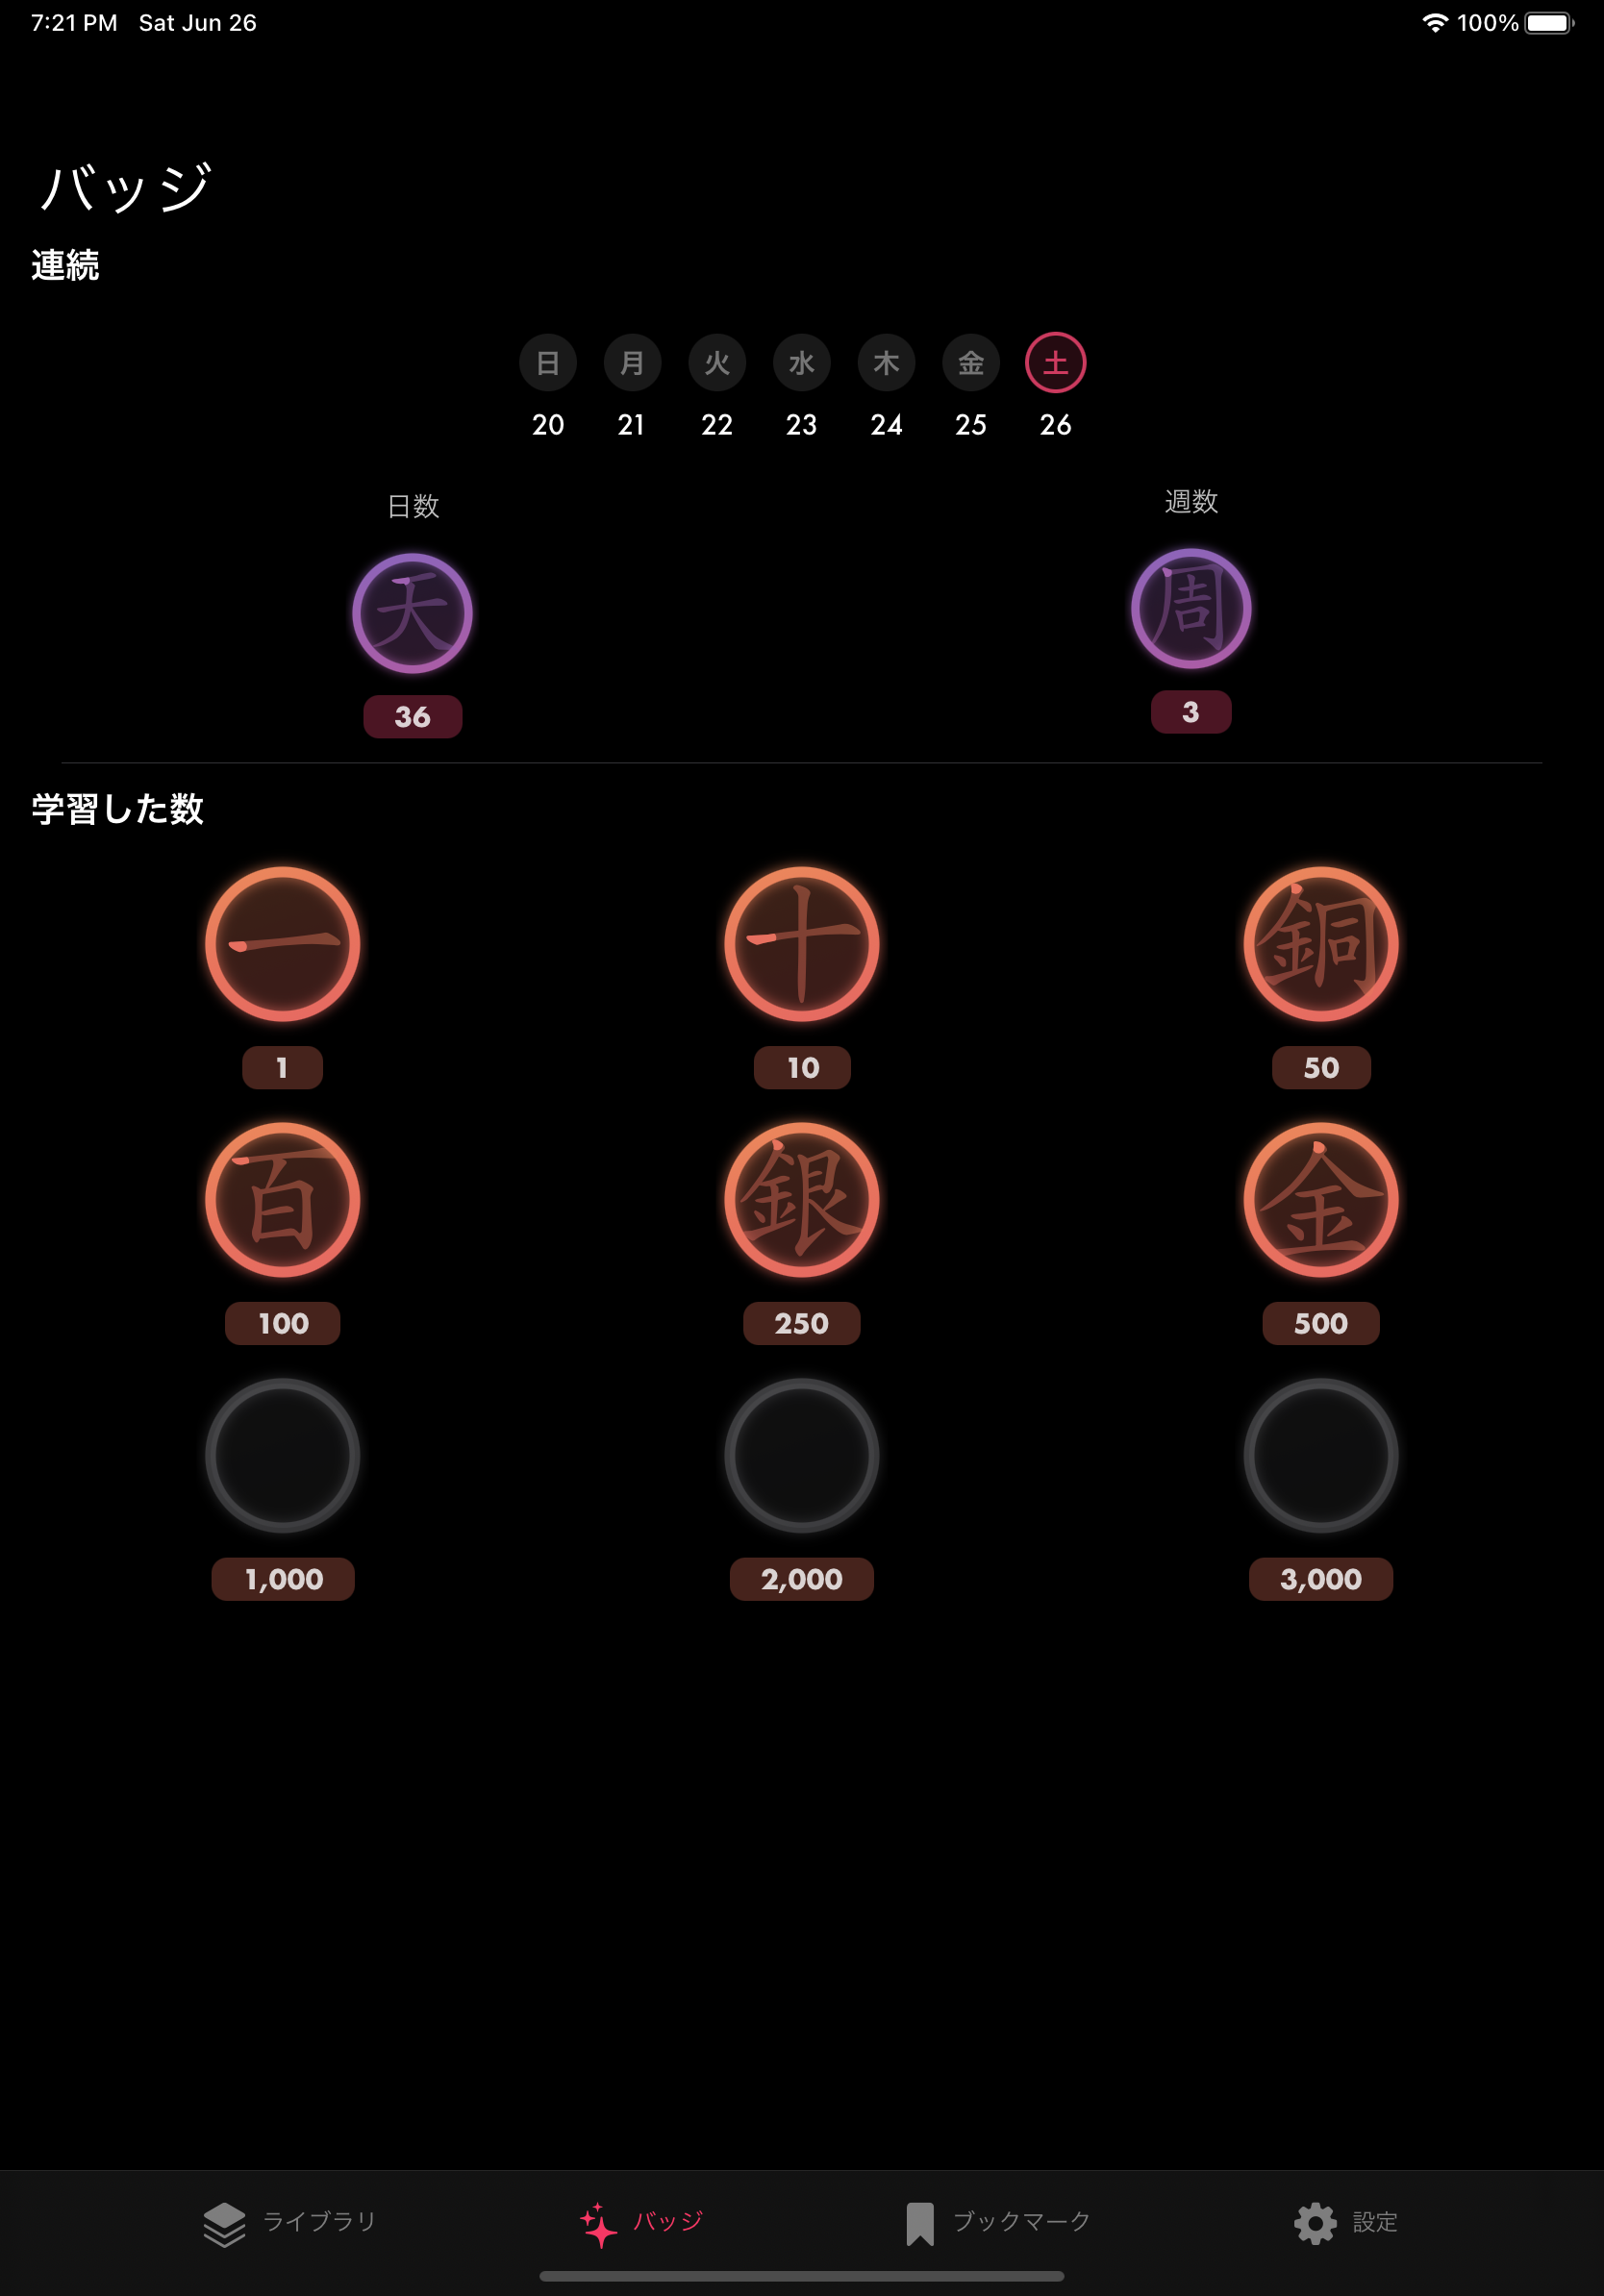 7:21 PM Sat Jun 26 100%
バッジ
連続
日 月 火 水 木 金 土
20 21 22 23 24 25 26
日数 週数
天 周
36 3
学習した数
一 十 銅
1 10 50
百 銀 金
100 250 500
1,000 2,000 3,000
ライブラリ バッジ ブックマーク 設定